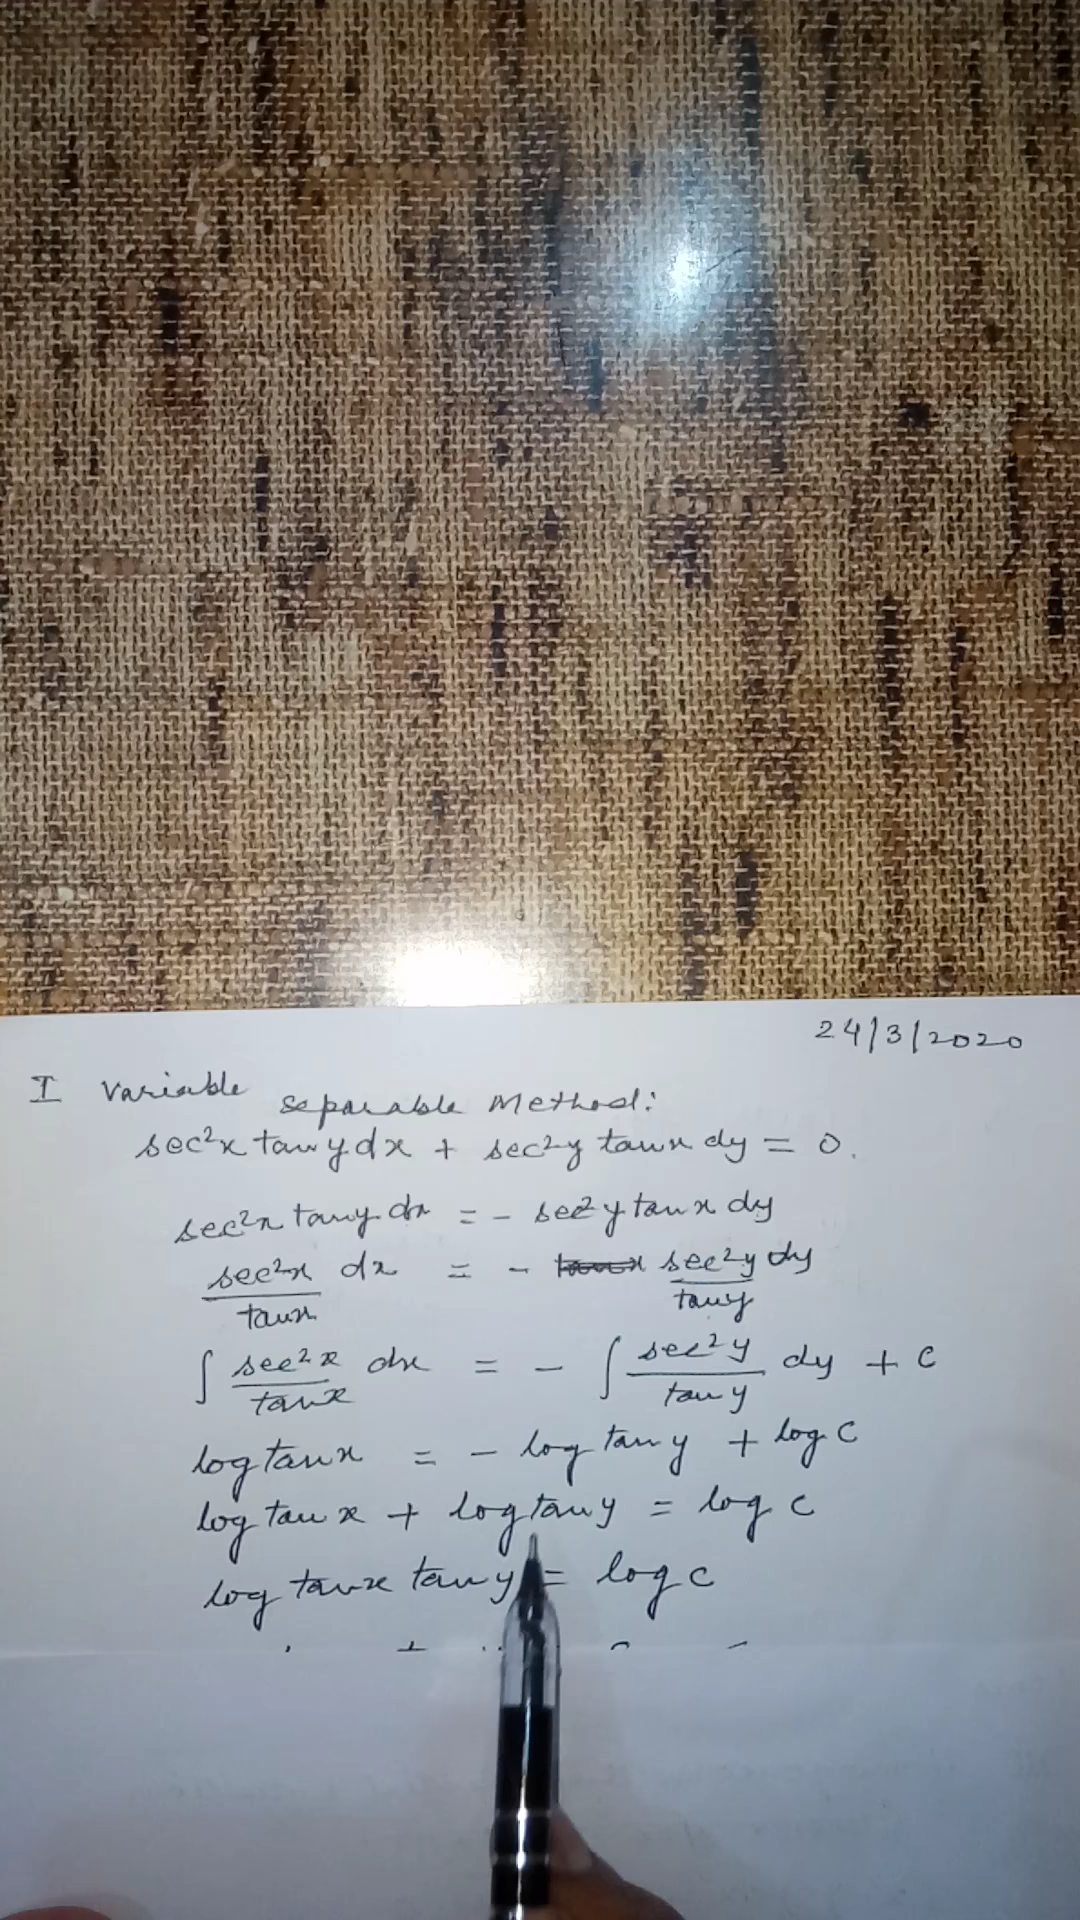 24/3/2020
I Variable separable Method:
sec²x tany dx + sec²y tanx dy = 0.
sec²x tany dx = - sec²y tanx dy
sec²x/tanx dx = - sec²y/tany dy
∫ sec²x/tanx dx = - ∫ sec²y/tany dy + c
log tanx = - log tany + log c
log tanx + log tany = log c
log tanx tany = log c